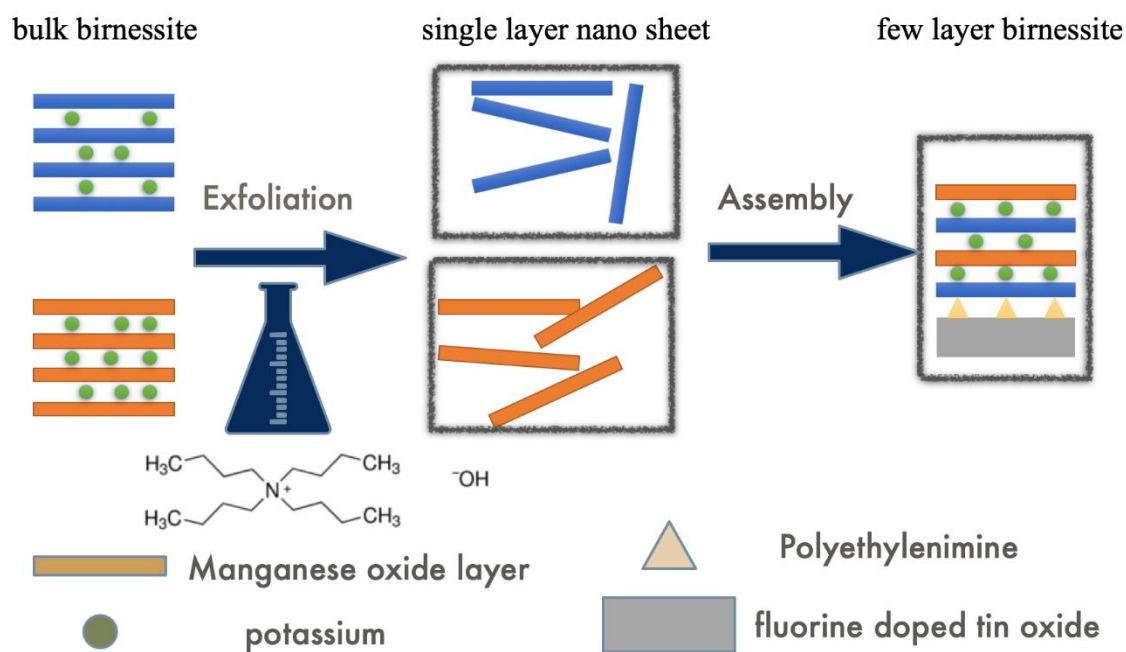 bulk birnessite
single layer nano sheet
few layer birnessite
Exfoliation
Assembly
H₃C
CH₃
N⁺
H₃C
CH₃
⁻OH
Manganese oxide layer
Polyethylenimine
potassium
fluorine doped tin oxide